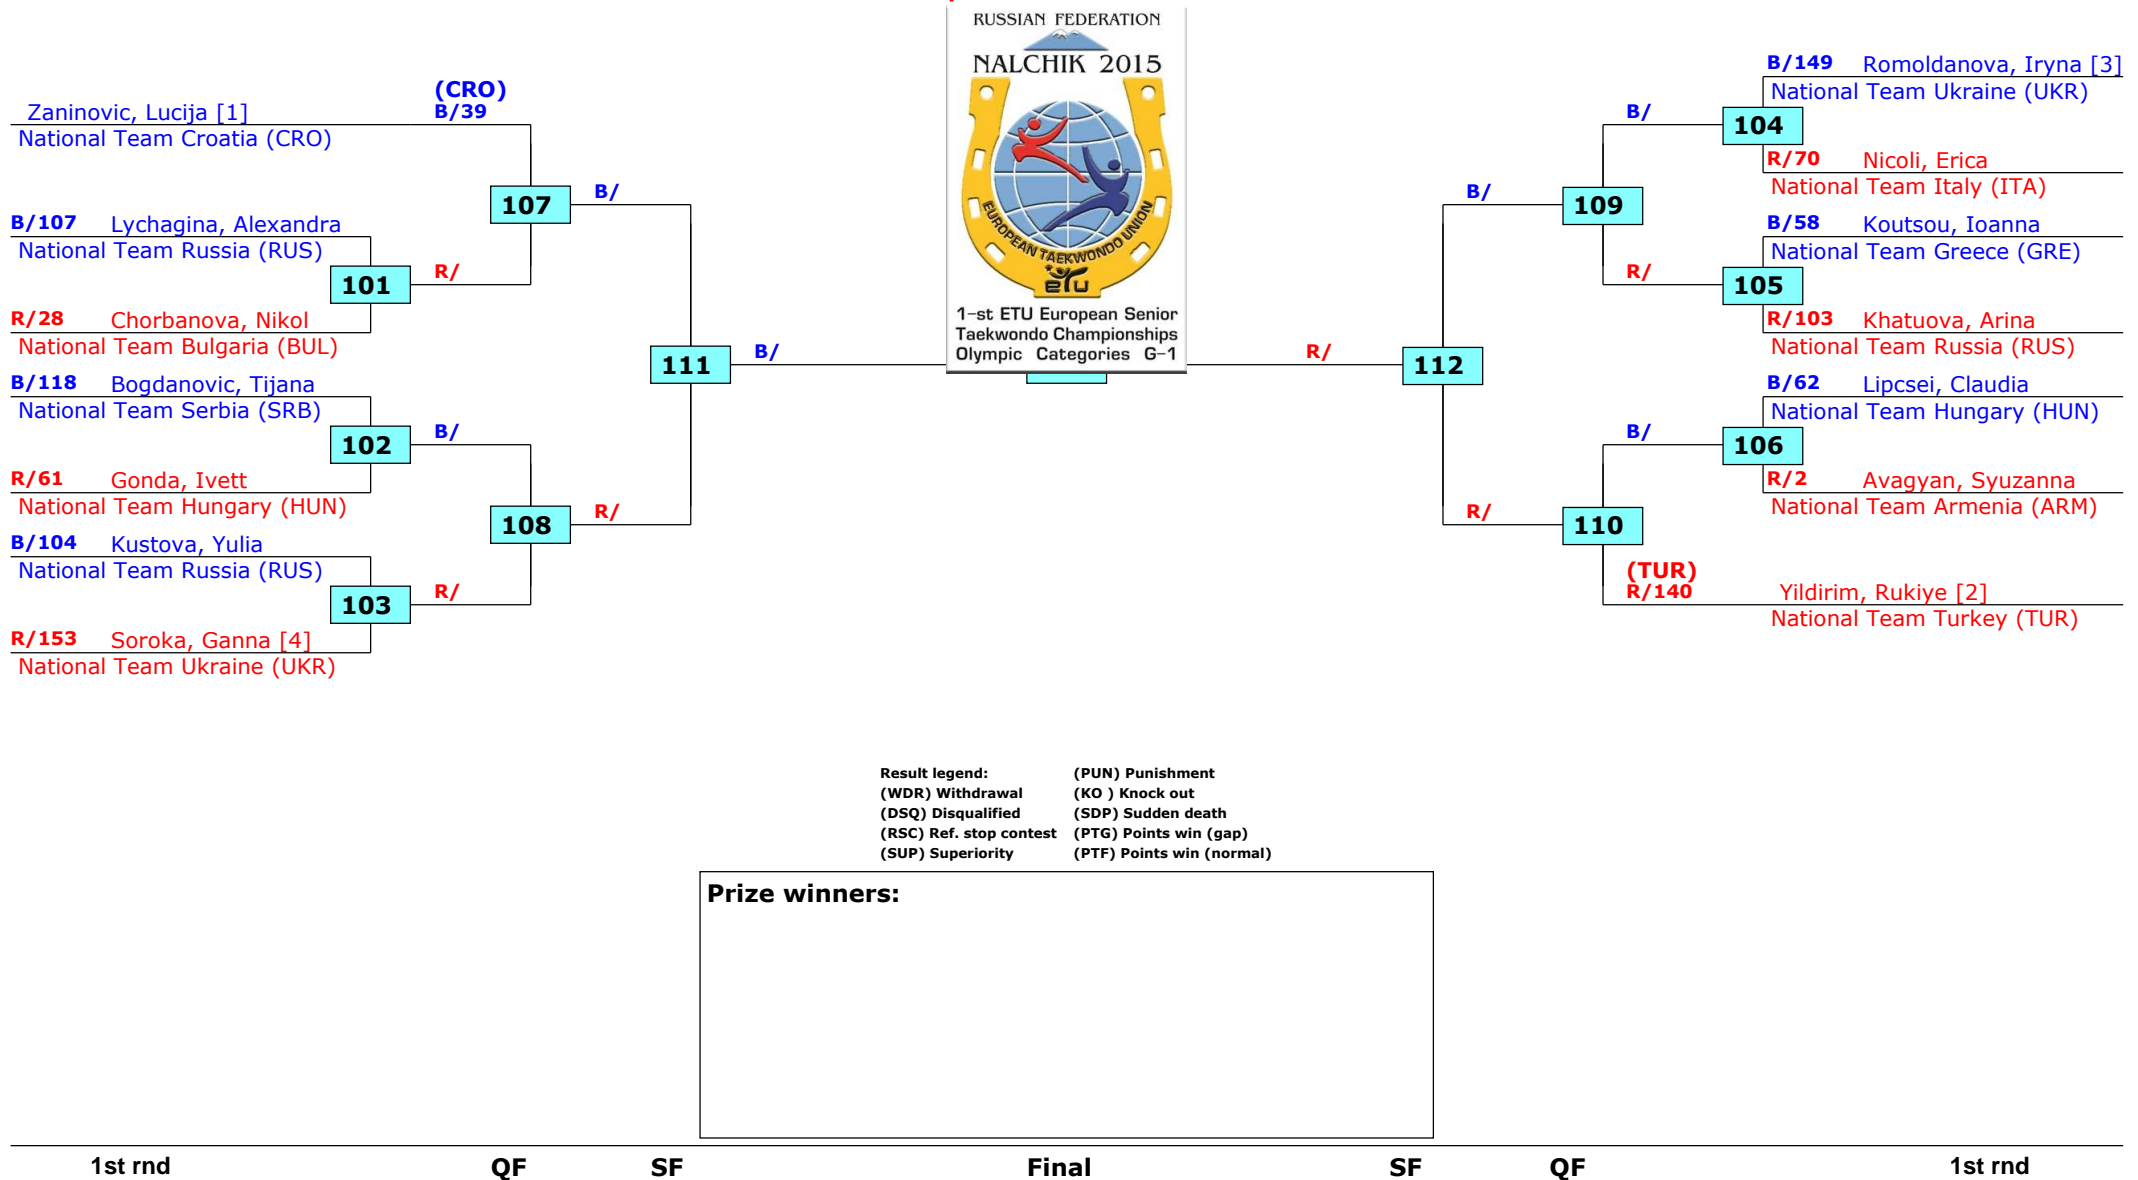 RUSSIAN FEDERATION
NALCHIK 2015
EUROPEAN TAEKWONDO UNION
etu
1-st ETU European Senior
Taekwondo Championships
Olympic Categories G-1
Zaninovic, Lucija [1]
National Team Croatia (CRO)
(CRO)
B/39
107
B/
B/107 Lychagina, Alexandra
National Team Russia (RUS)
101
R/
R/28 Chorbanova, Nikol
National Team Bulgaria (BUL)
111
B/
B/118 Bogdanovic, Tijana
National Team Serbia (SRB)
102
B/
R/61 Gonda, Ivett
National Team Hungary (HUN)
108
R/
B/104 Kustova, Yulia
National Team Russia (RUS)
103
R/
R/153 Soroka, Ganna [4]
National Team Ukraine (UKR)
B/149 Romoldanova, Iryna [3]
National Team Ukraine (UKR)
B/
104
R/70 Nicoli, Erica
National Team Italy (ITA)
B/
109
B/58 Koutsou, Ioanna
National Team Greece (GRE)
R/
105
R/103 Khatuova, Arina
National Team Russia (RUS)
R/
112
B/62 Lipcsei, Claudia
National Team Hungary (HUN)
B/
106
R/2 Avagyan, Syuzanna
National Team Armenia (ARM)
R/
110
(TUR)
R/140 Yildirim, Rukiye [2]
National Team Turkey (TUR)
Result legend: (PUN) Punishment
(WDR) Withdrawal (KO ) Knock out
(DSQ) Disqualified (SDP) Sudden death
(RSC) Ref. stop contest (PTG) Points win (gap)
(SUP) Superiority (PTF) Points win (normal)
Prize winners:
1st rnd QF SF Final SF QF 1st rnd